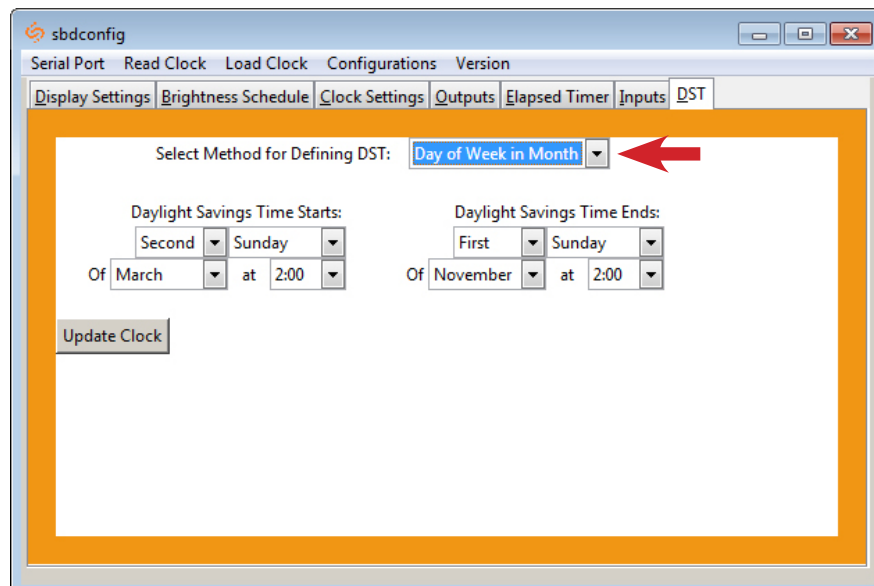 sbdconfig
Serial Port Read Clock Load Clock Configurations Version
Display Settings Brightness Schedule Clock Settings Outputs Elapsed Timer Inputs DST
Select Method for Defining DST: Day of Week in Month
Daylight Savings Time Starts: Daylight Savings Time Ends:
Second Sunday First Sunday
Of March at 2:00 Of November at 2:00
Update Clock